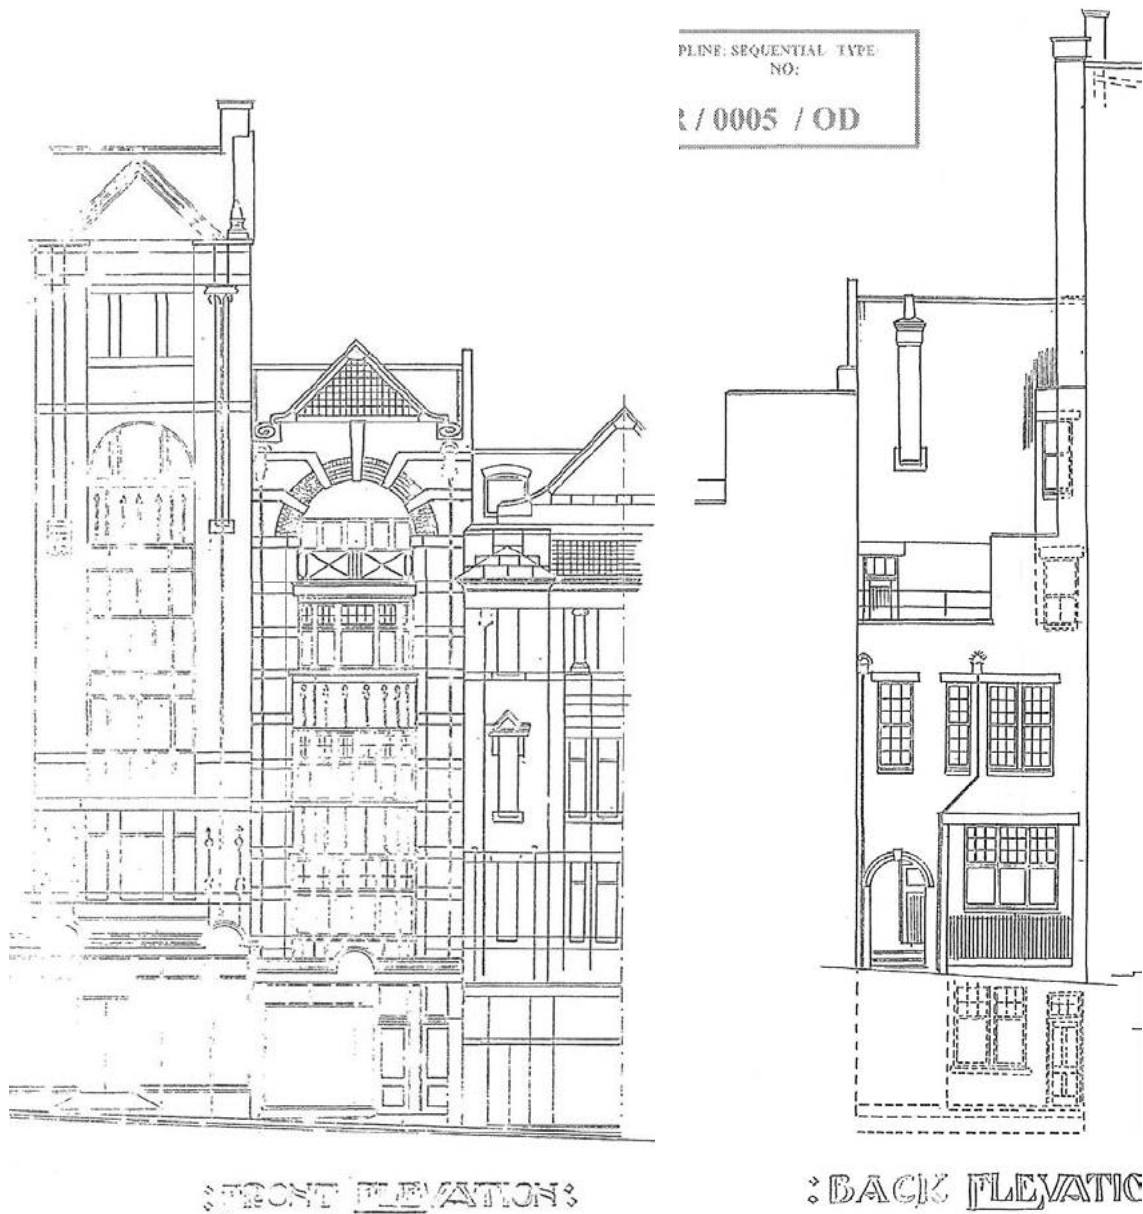 PLINE: SEQUENTIAL TYPE
NO:
R / 0005 / OD
:FRONT ELEVATION:
:BACK ELEVATIO